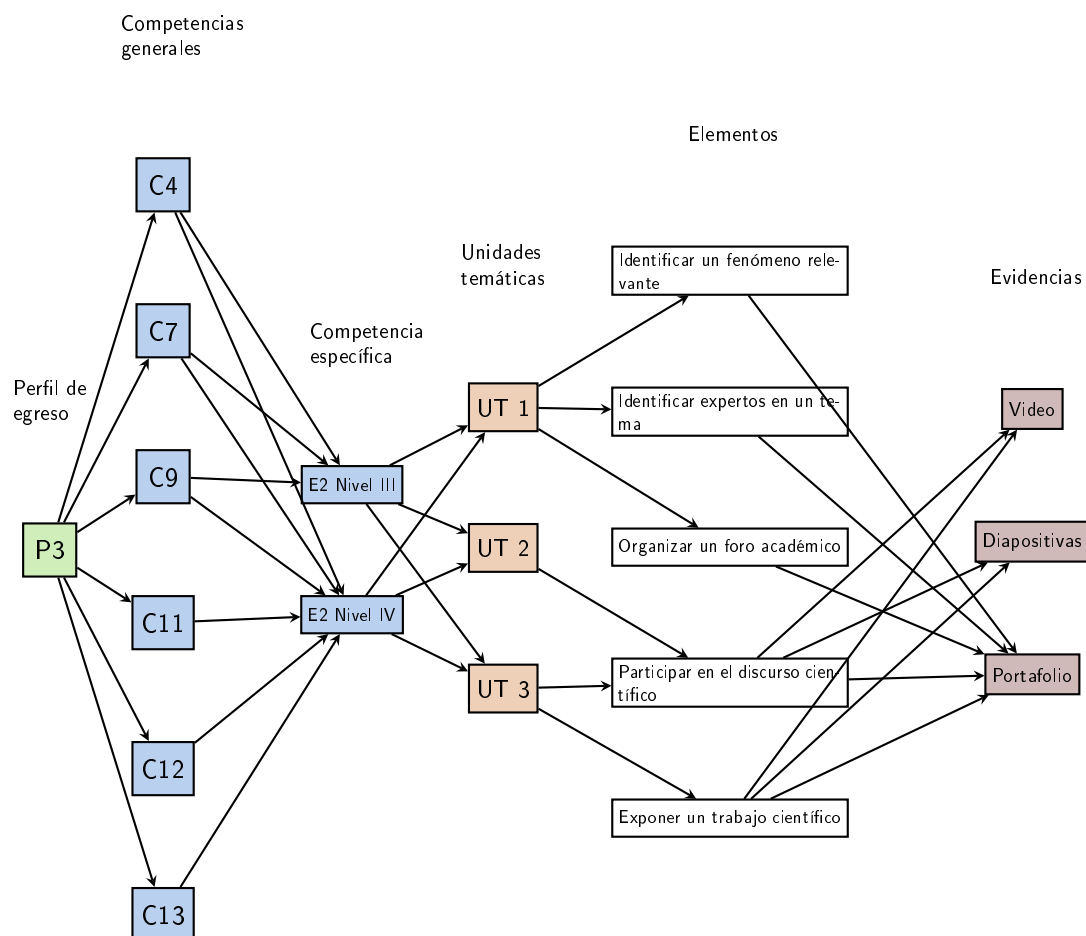 Competencias
generales
Elementos
C4
Unidades
temáticas
Identificar un fenómeno rele-
vante
Evidencias
C7
Competencia
específica
Perfil de
egreso
UT 1
Identificar expertos en un te-
ma
Video
C9
E2 Nivel III
P3
UT 2
Organizar un foro académico
Diapositivas
C11
E2 Nivel IV
UT 3
Participar en el discurso cien-
tífico
Portafolio
C12
Exponer un trabajo científico
C13